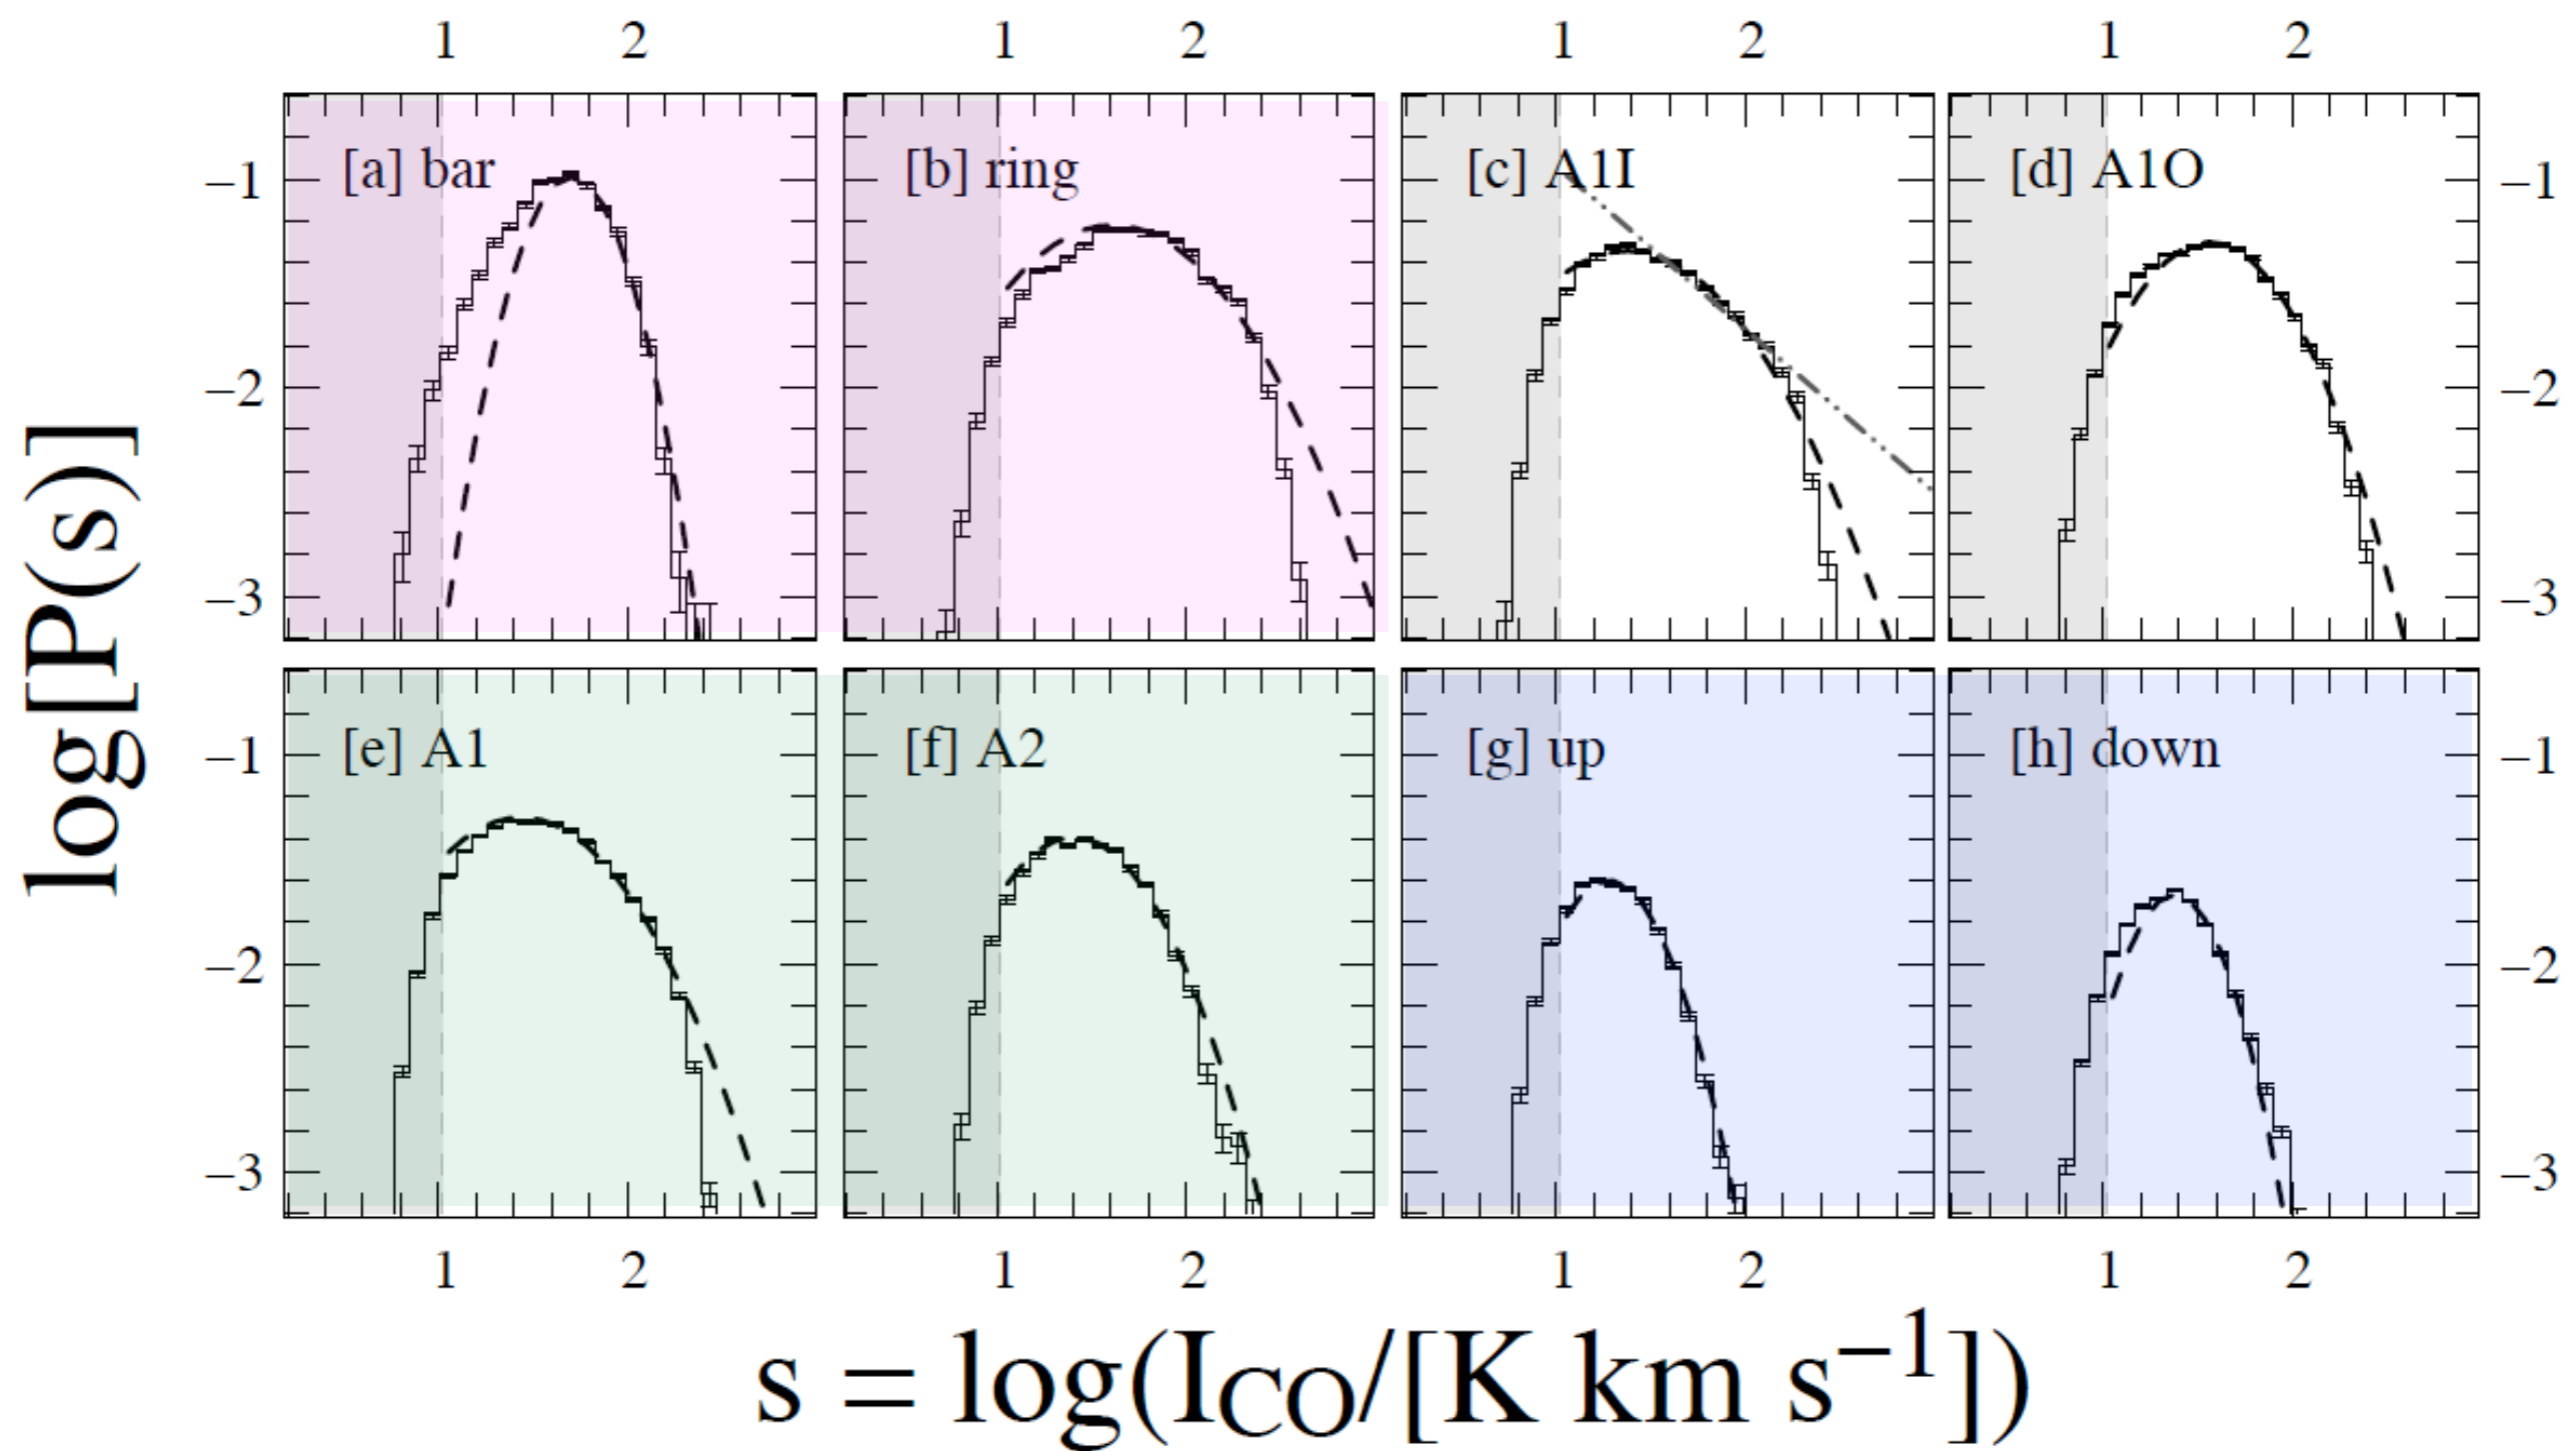 1 2 1 2 1 2 1 2
[a] bar [b] ring [c] A1I [d] A1O
−1 −1
−2 −2
−3 −3
log[P(s)]
[e] A1 [f] A2 [g] up [h] down
−1 −1
−2 −2
−3 −3
1 2 1 2 1 2 1 2
s = log(I_CO/[K km s⁻¹])